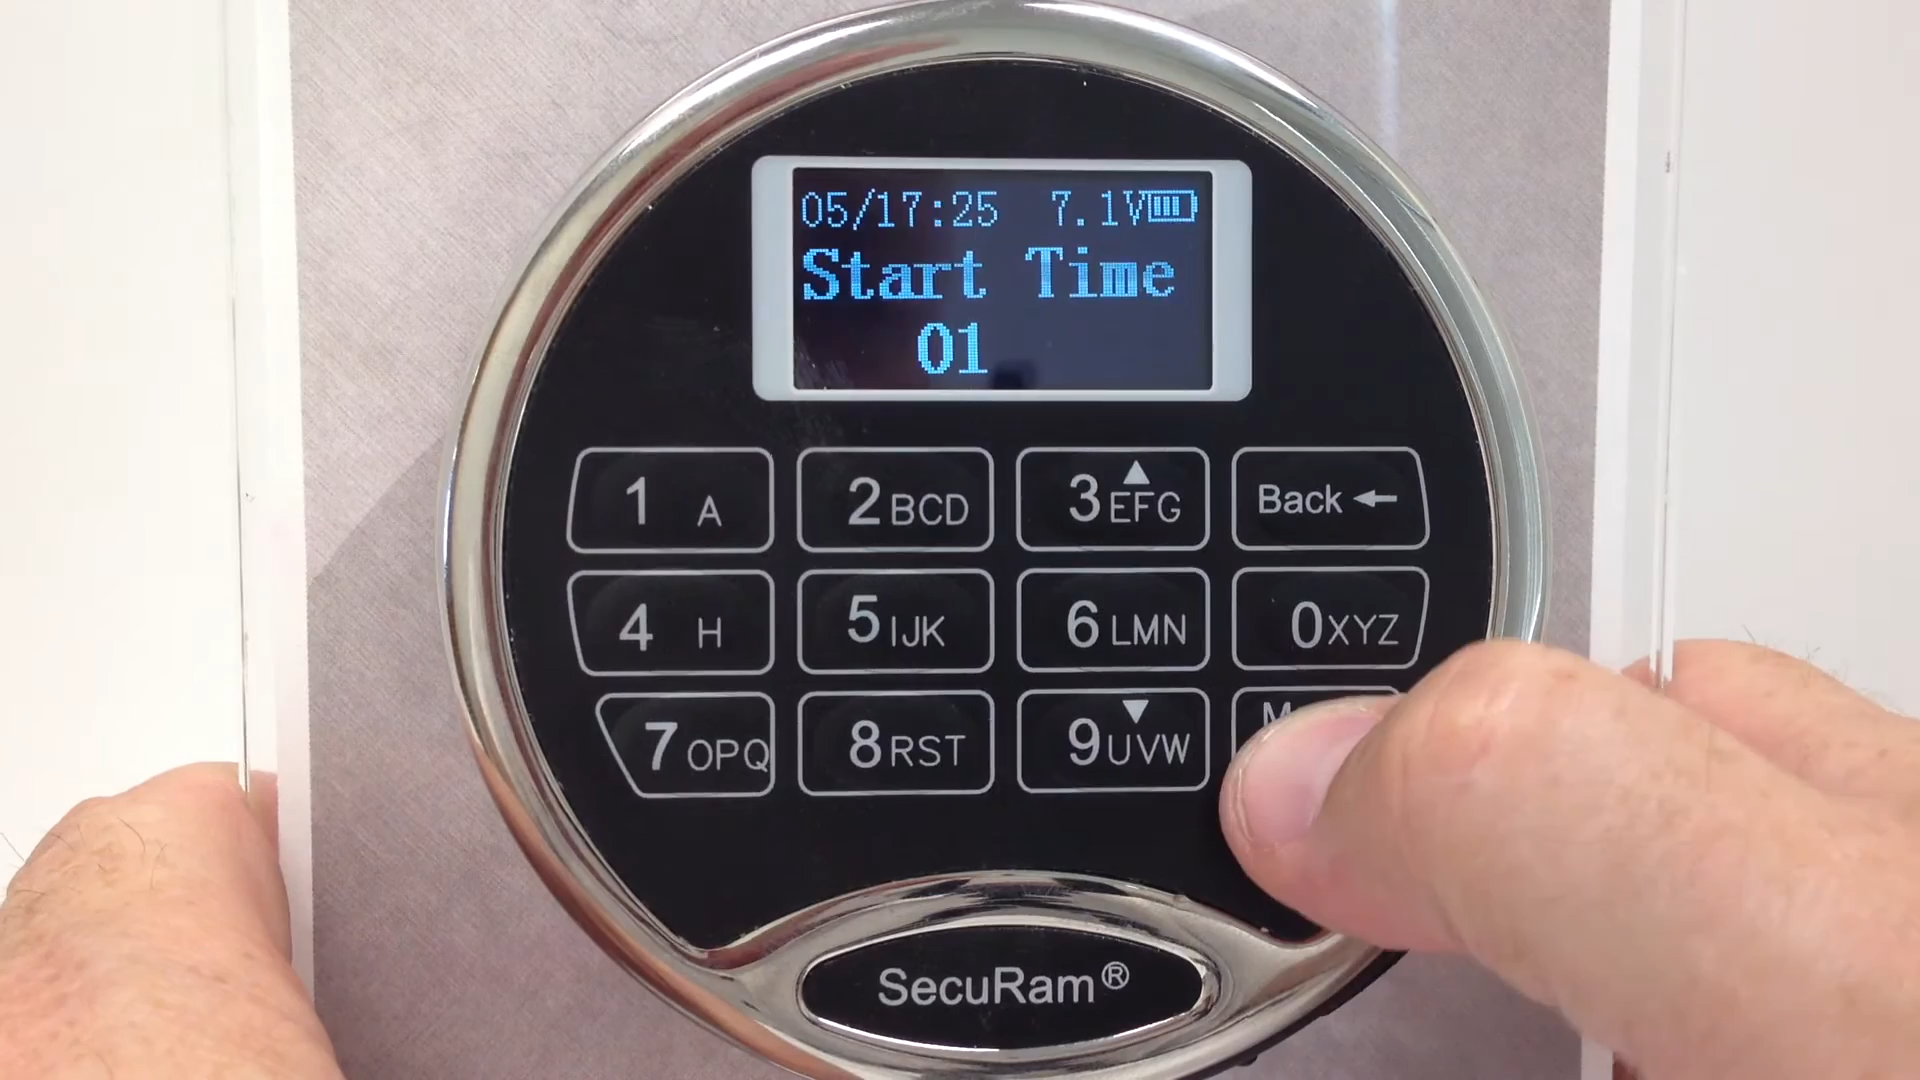 05/17:25 7.1V
Start Time
01
1 A 2 BCD 3 EFG Back
4 H 5 IJK 6 LMN 0 XYZ
7 OPQ 8 RST 9 UVW
SecuRam®